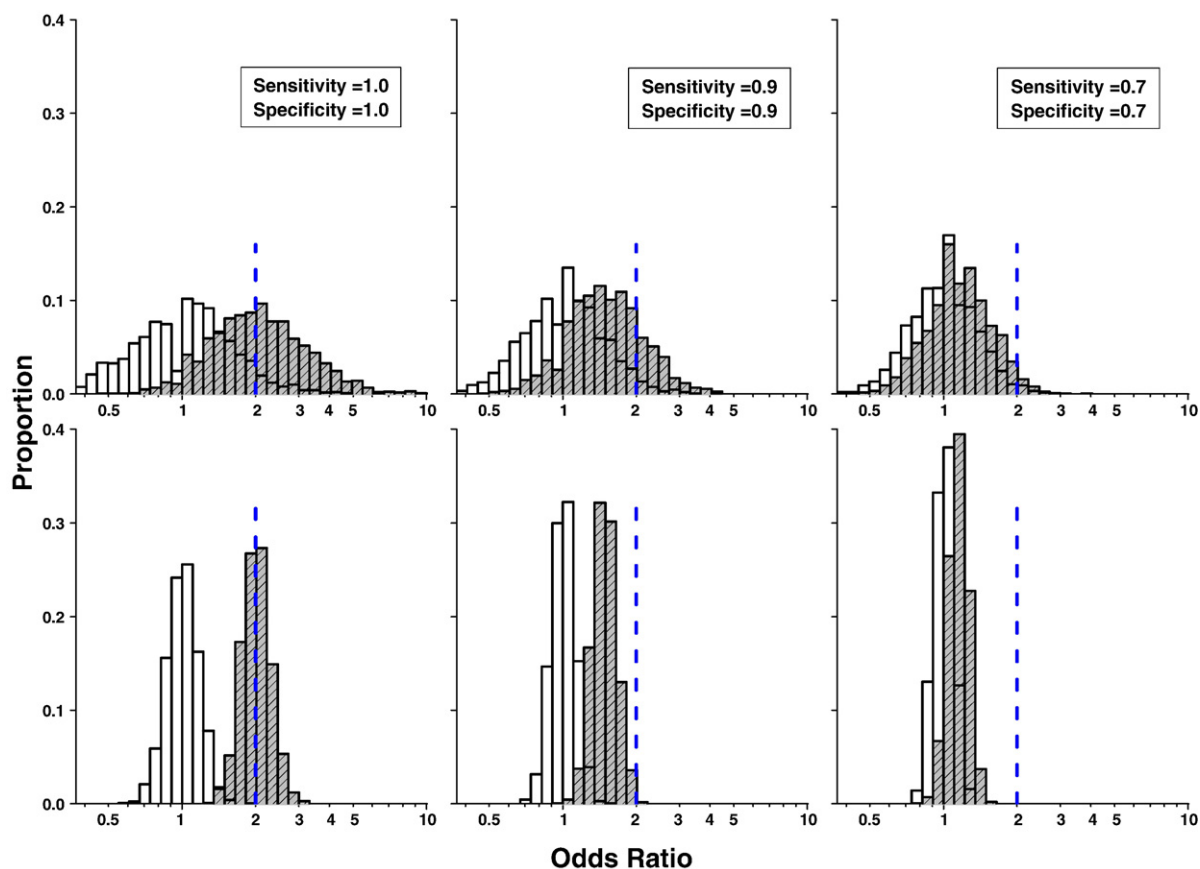 0.4
Sensitivity =1.0
Specificity =1.0
Sensitivity =0.9
Specificity =0.9
Sensitivity =0.7
Specificity =0.7
0.3
0.2
0.1
0.0
0.5 1 2 3 4 5 10
0.5 1 2 3 4 5 10
0.5 1 2 3 4 5 10
Proportion
0.4
0.3
0.2
0.1
0.0
0.5 1 2 3 4 5 10
0.5 1 2 3 4 5 10
0.5 1 2 3 4 5 10
Odds Ratio